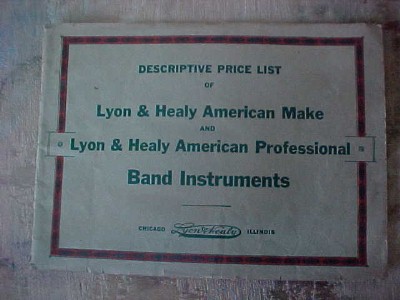 DESCRIPTIVE PRICE LIST
OF
Lyon & Healy American Make
AND
Lyon & Healy American Professional
Band Instruments
CHICAGO Lyon & Healy ILLINOIS